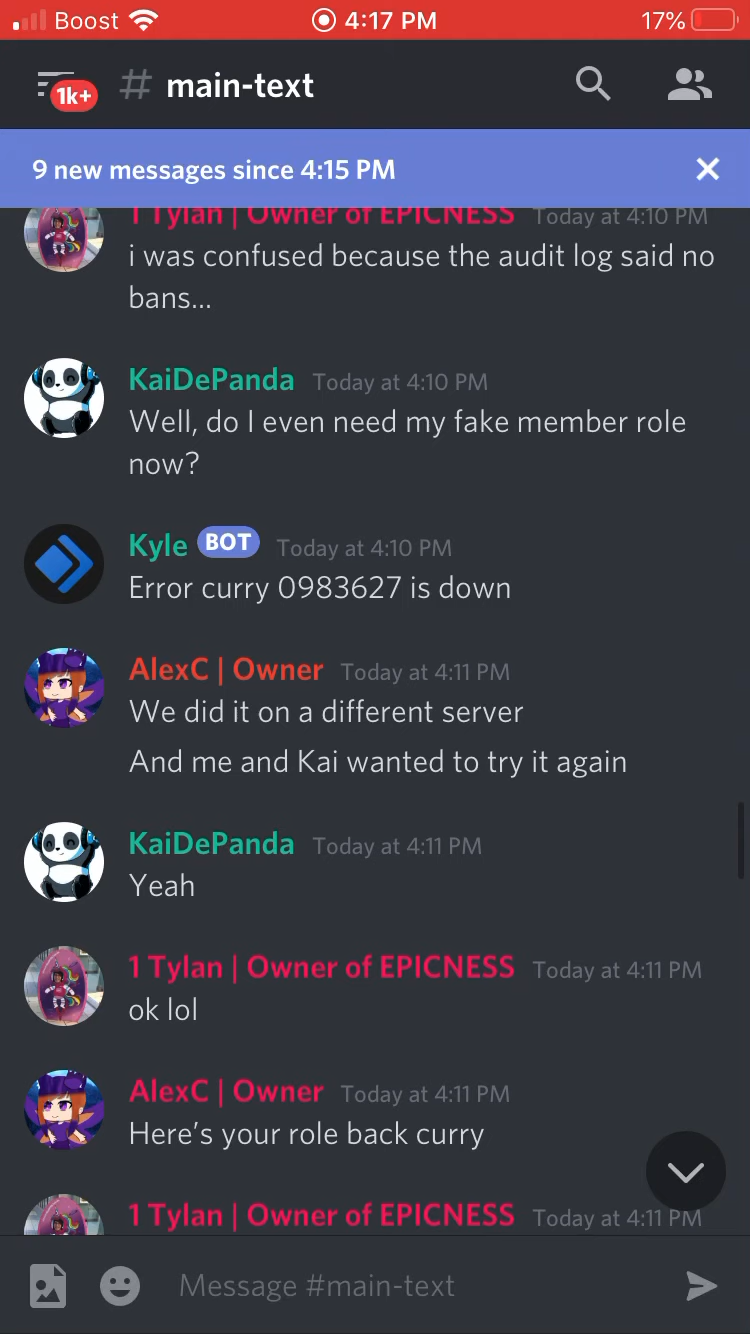 Boost 4:17 PM 17%
1k+ # main-text
9 new messages since 4:15 PM
1 Tylan | Owner of EPICNESS Today at 4:10 PM
i was confused because the audit log said no
bans...
KaiDePanda Today at 4:10 PM
Well, do I even need my fake member role
now?
Kyle BOT Today at 4:10 PM
Error curry 0983627 is down
AlexC | Owner Today at 4:11 PM
We did it on a different server
And me and Kai wanted to try it again
KaiDePanda Today at 4:11 PM
Yeah
1 Tylan | Owner of EPICNESS Today at 4:11 PM
ok lol
AlexC | Owner Today at 4:11 PM
Here’s your role back curry
1 Tylan | Owner of EPICNESS Today at 4:11 PM
Message #main-text